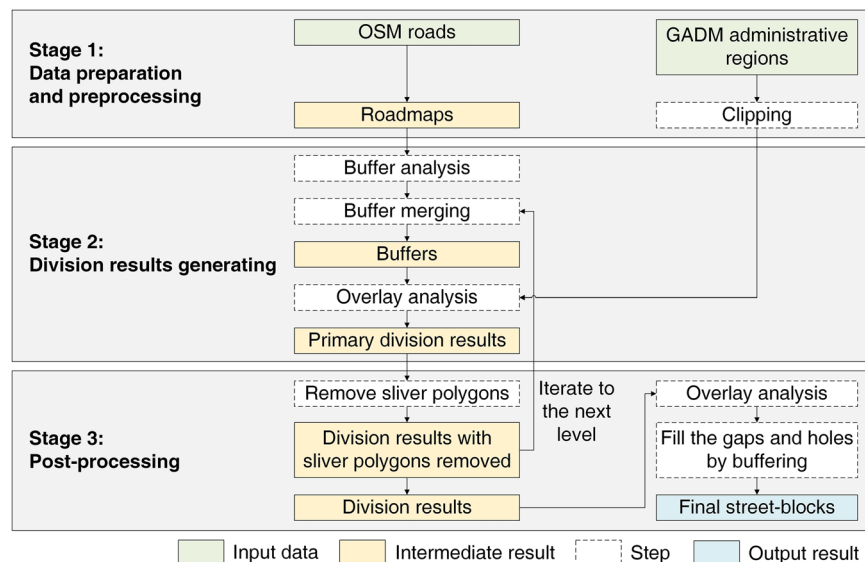 Stage 1:
Data preparation
and preprocessing
OSM roads
GADM administrative
regions
Roadmaps
Clipping
Stage 2:
Division results generating
Buffer analysis
Buffer merging
Buffers
Overlay analysis
Primary division results
Stage 3:
Post-processing
Remove sliver polygons
Division results with
sliver polygons removed
Division results
Iterate to
the next
level
Overlay analysis
Fill the gaps and holes
by buffering
Final street-blocks
Input data
Intermediate result
Step
Output result